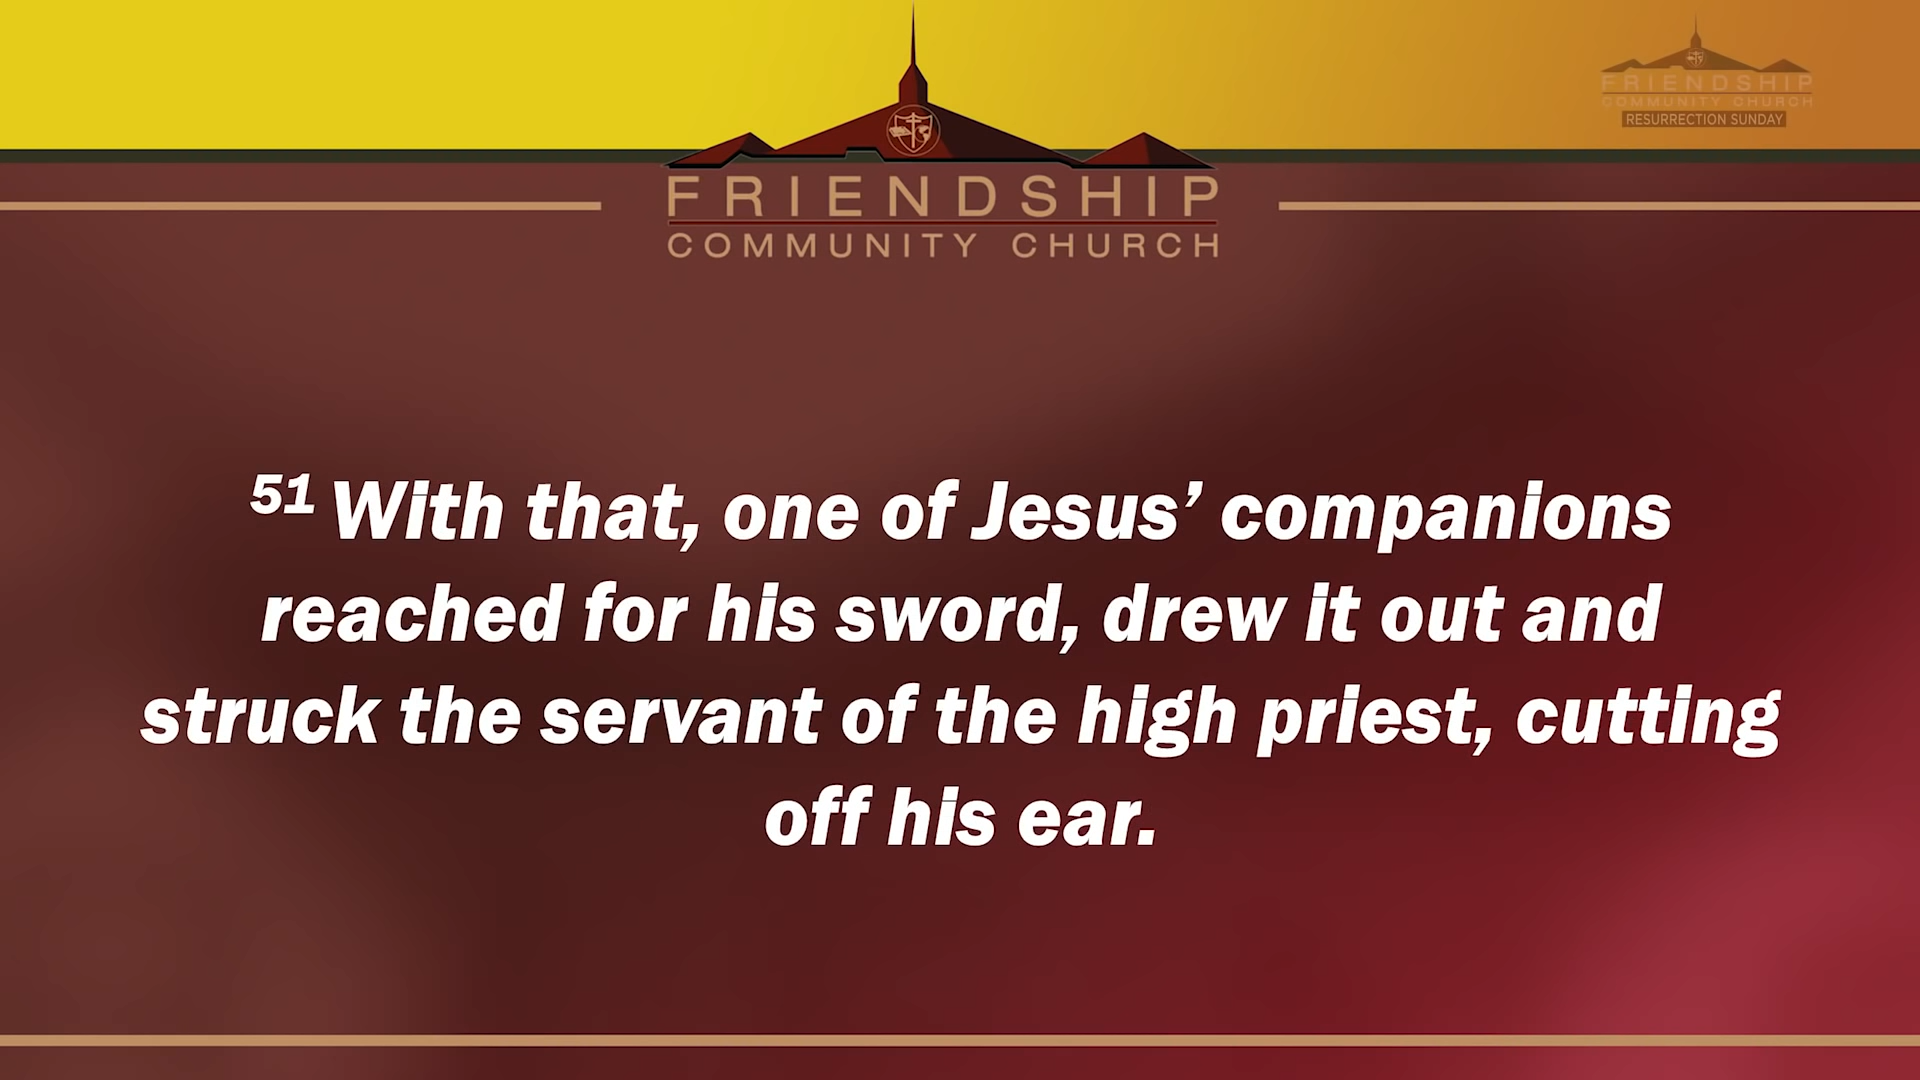 FRIENDSHIP
COMMUNITY CHURCH
RESURRECTION SUNDAY
FRIENDSHIP
COMMUNITY CHURCH
51 With that, one of Jesus’ companions
reached for his sword, drew it out and
struck the servant of the high priest, cutting
off his ear.